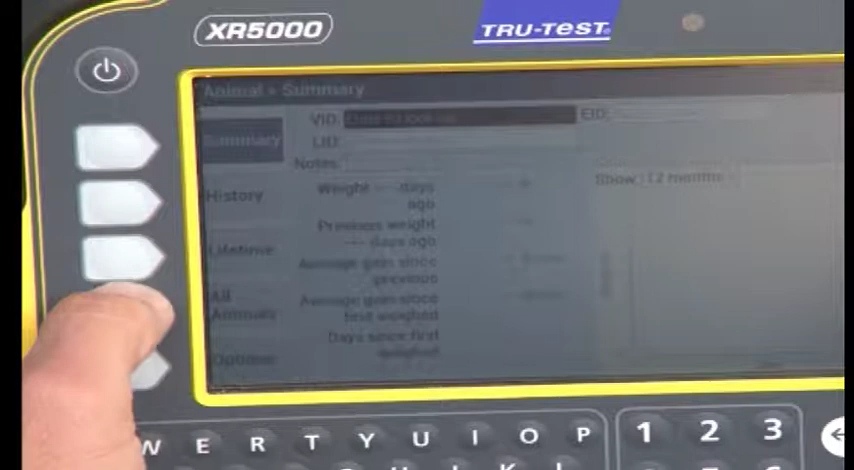 XR5000
TRU-TEST
Animal > Summary
VID:
EID:
Summary
LID:
Notes:
Show: 12 months
History
Weight --- days
ago
Previous weight
--- days ago
Lifetime
Average gain since
previous
All
Animals
Average gain since
first weighed
Days since first
weighed
Options
W E R T Y U I O P
1 2 3